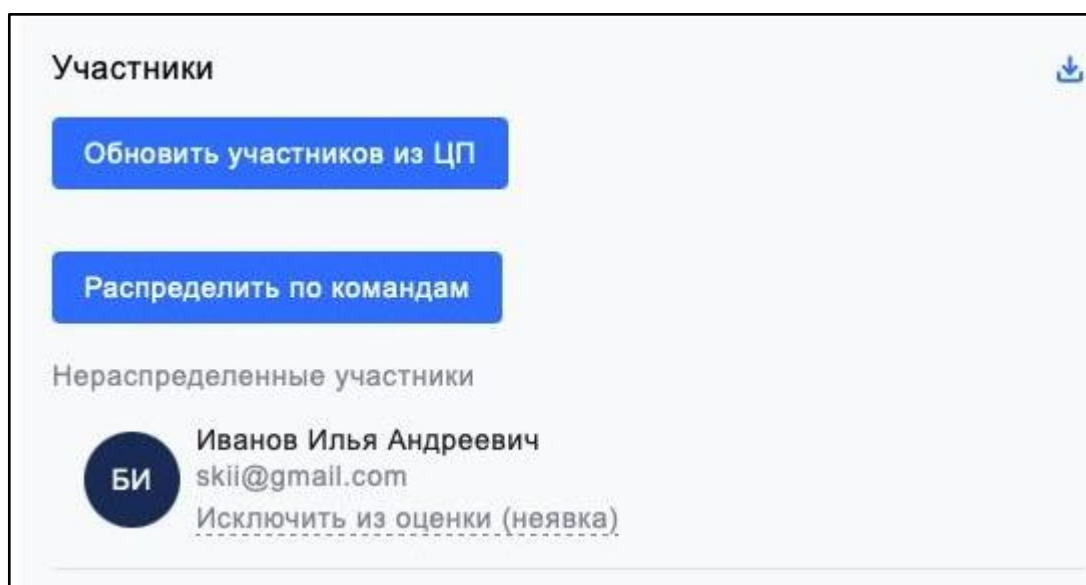 Участники
Обновить участников из ЦП
Распределить по командам
Нераспределенные участники
БИ
Иванов Илья Андреевич
skii@gmail.com
Исключить из оценки (неявка)